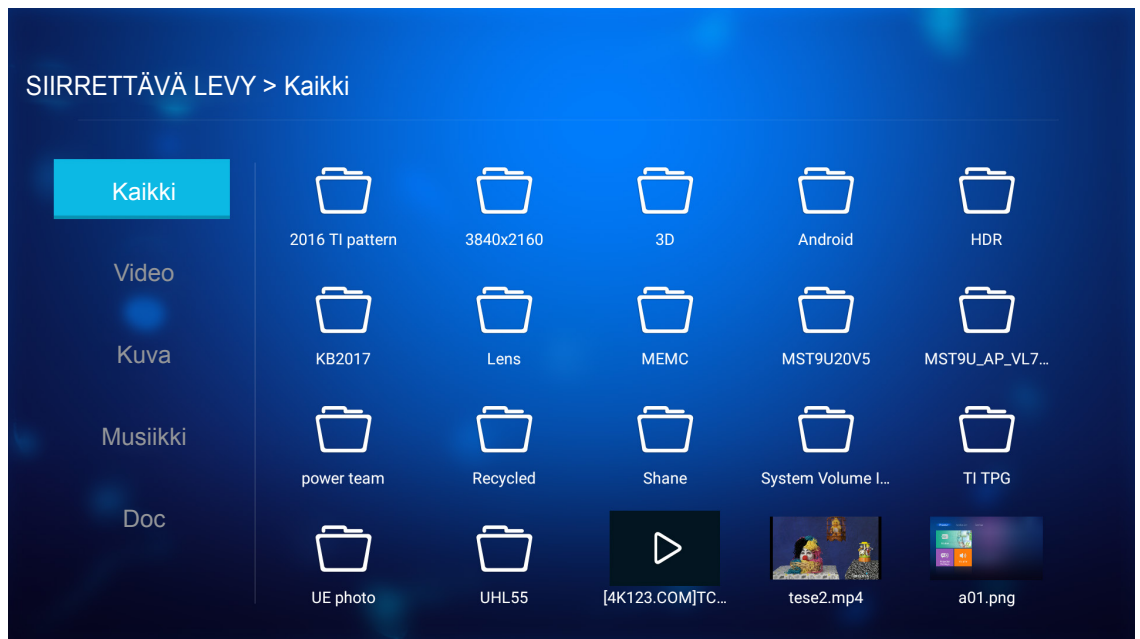 SIIRRETTÄVÄ LEVY > Kaikki
Kaikki
Video
Kuva
Musiikki
Doc
2016 TI pattern
3840x2160
3D
Android
HDR
KB2017
Lens
MEMC
MST9U20V5
MST9U_AP_VL7...
power team
Recycled
Shane
System Volume I...
TI TPG
UE photo
UHL55
[4K123.COM]TC...
tese2.mp4
a01.png